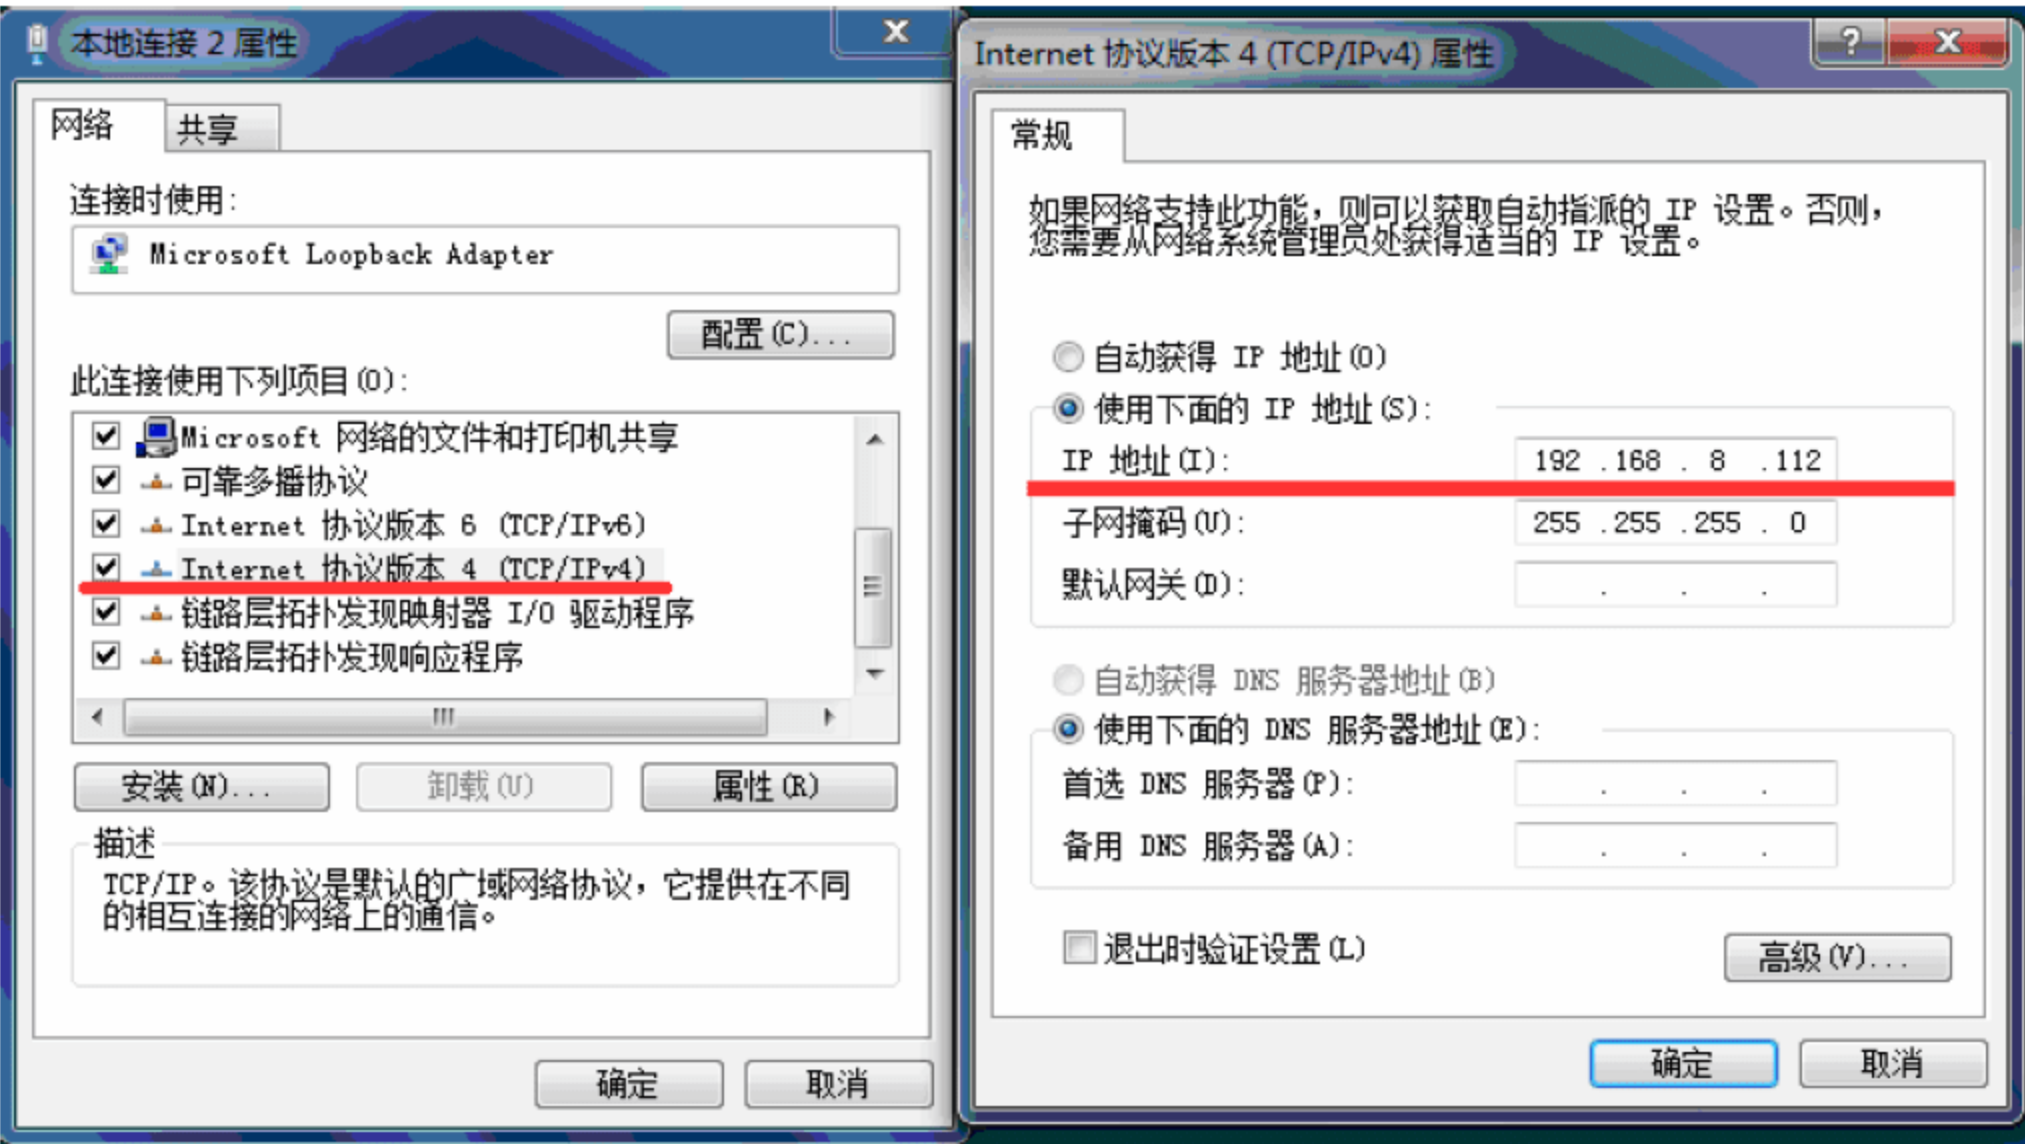 本地连接 2 属性
网络
共享
连接时使用:
Microsoft Loopback Adapter
配置(C)...
此连接使用下列项目(O):
Microsoft 网络的文件和打印机共享
可靠多播协议
Internet 协议版本 6 (TCP/IPv6)
Internet 协议版本 4 (TCP/IPv4)
链路层拓扑发现映射器 I/O 驱动程序
链路层拓扑发现响应程序
安装(N)...
卸载(U)
属性(R)
描述
TCP/IP。该协议是默认的广域网络协议，它提供在不同
的相互连接的网络上的通信。
确定
取消
Internet 协议版本 4 (TCP/IPv4) 属性
常规
如果网络支持此功能，则可以获取自动指派的 IP 设置。否则，
您需要从网络系统管理员处获得适当的 IP 设置。
自动获得 IP 地址(O)
使用下面的 IP 地址(S):
IP 地址(I):
192 .168 . 8 .112
子网掩码(U):
255 .255 .255 . 0
默认网关(D):
. . .
自动获得 DNS 服务器地址(B)
使用下面的 DNS 服务器地址(E):
首选 DNS 服务器(P):
. . .
备用 DNS 服务器(A):
. . .
退出时验证设置(L)
高级(V)...
确定
取消